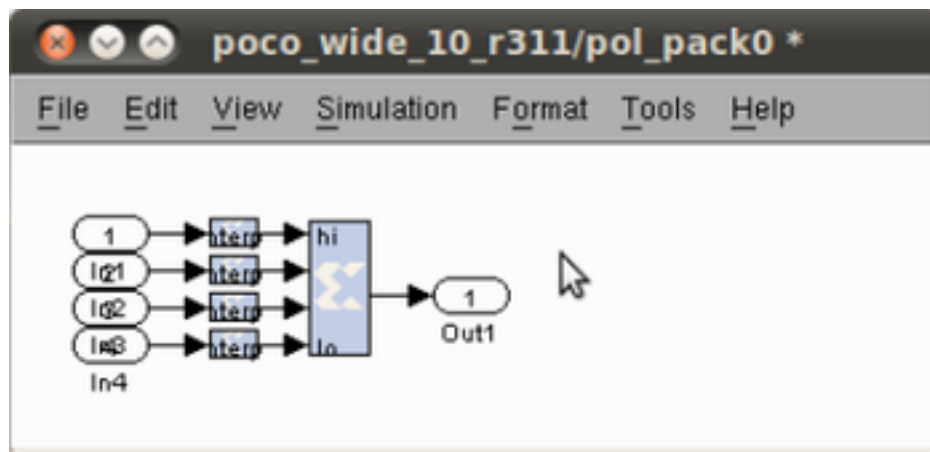 poco_wide_10_r311/pol_pack0 *
File Edit View Simulation Format Tools Help
1
hi
lo
In4
1
Out1